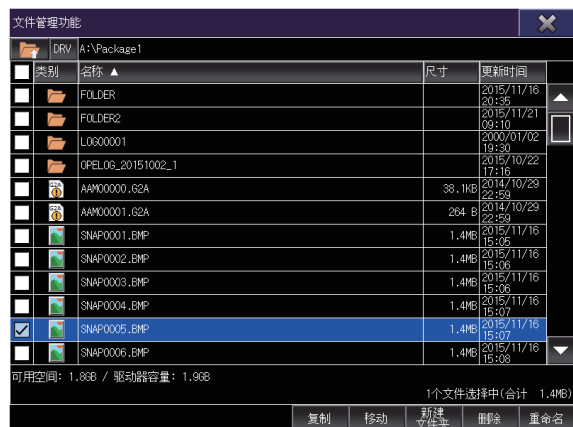 文件管理功能
DRV A:\Package1
类别 名称 ▲ 尺寸 更新时间
FOLDER 2015/11/16 20:35
FOLDER2 2015/11/21 09:10
LOG00001 2000/01/02 19:30
OPELOG_20151002_1 2015/10/22 17:16
AAM00000.G2A 38.1KB 2014/10/29 22:59
AAM00001.G2A 264 B 2014/10/29 22:59
SNAP0001.BMP 1.4MB 2015/11/16 15:05
SNAP0002.BMP 1.4MB 2015/11/16 15:06
SNAP0003.BMP 1.4MB 2015/11/16 15:06
SNAP0004.BMP 1.4MB 2015/11/16 15:07
SNAP0005.BMP 1.4MB 2015/11/16 15:07
SNAP0006.BMP 1.4MB 2015/11/16 15:08
可用空间: 1.8GB / 驱动器容量: 1.9GB
1个文件选择中(合计 1.4MB)
复制 移动 新建文件夹 删除 重命名